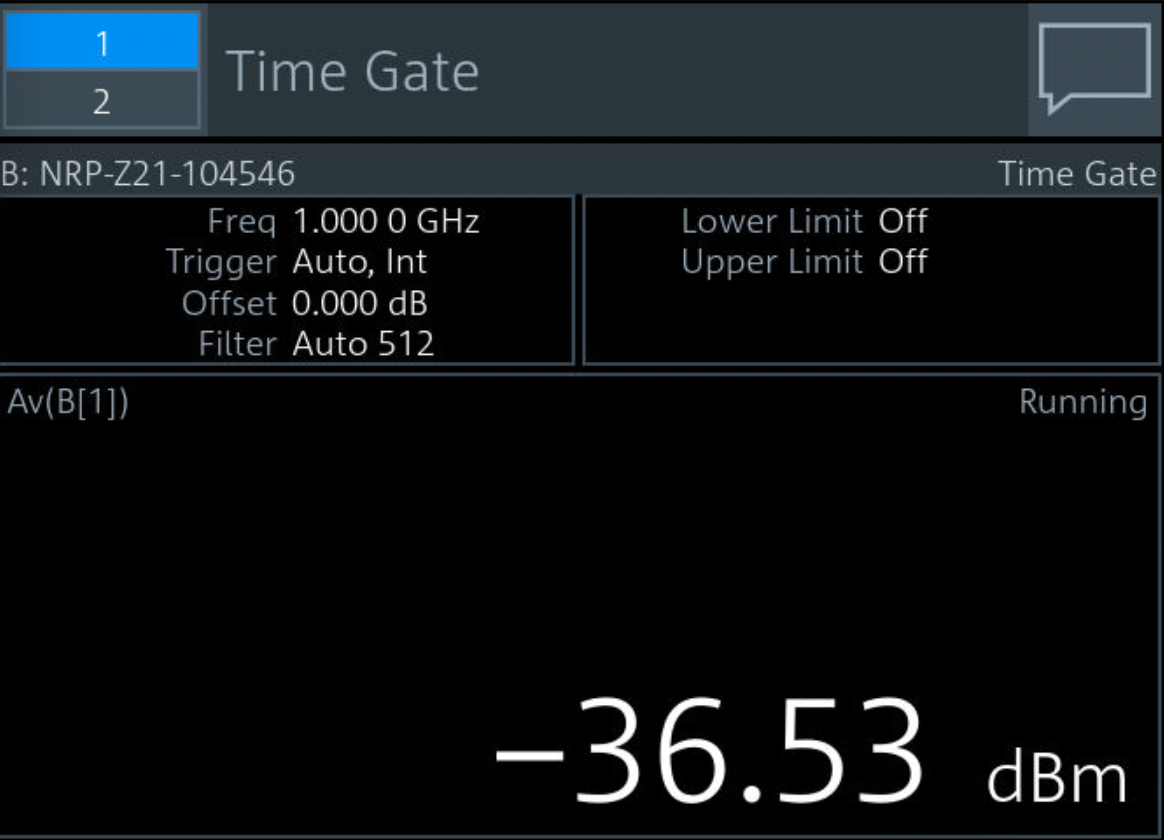 1
2
Time Gate
B: NRP-Z21-104546 Time Gate
Freq 1.000 0 GHz
Trigger Auto, Int
Offset 0.000 dB
Filter Auto 512
Lower Limit Off
Upper Limit Off
Av(B[1]) Running
−36.53 dBm